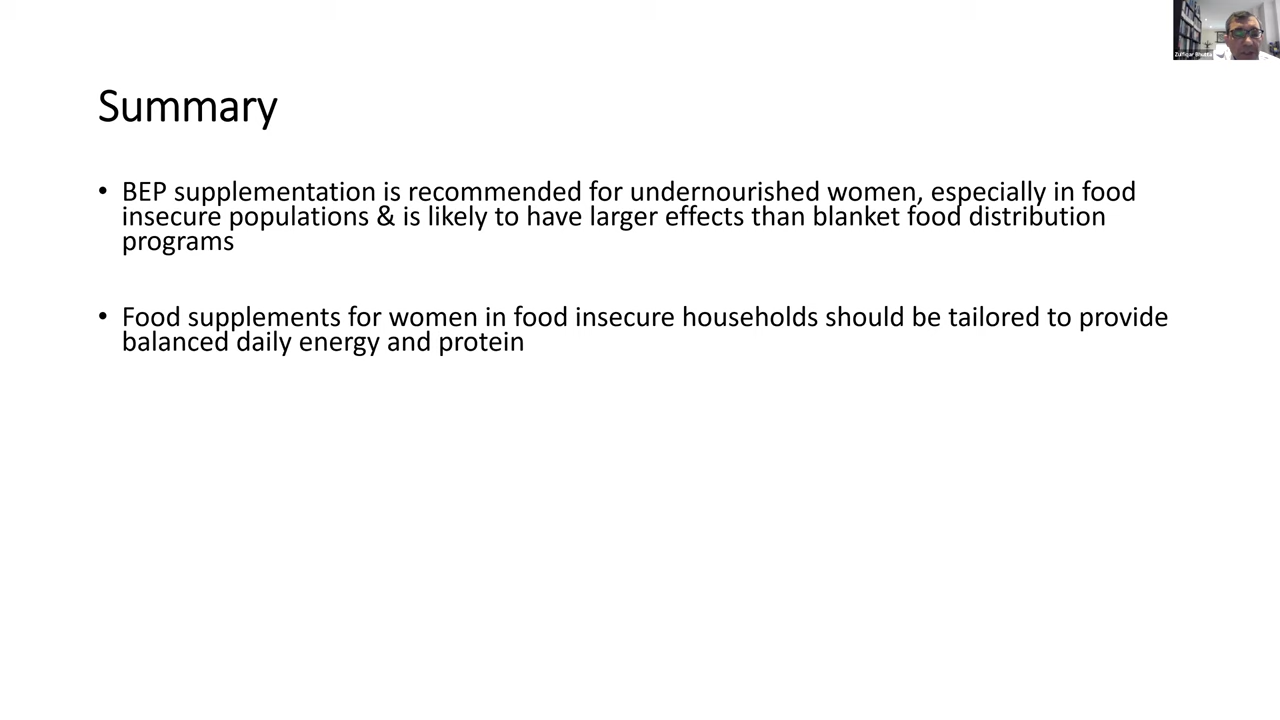 Zulfiqar Bhutta
Summary
• BEP supplementation is recommended for undernourished women, especially in food
insecure populations & is likely to have larger effects than blanket food distribution
programs
• Food supplements for women in food insecure households should be tailored to provide
balanced daily energy and protein